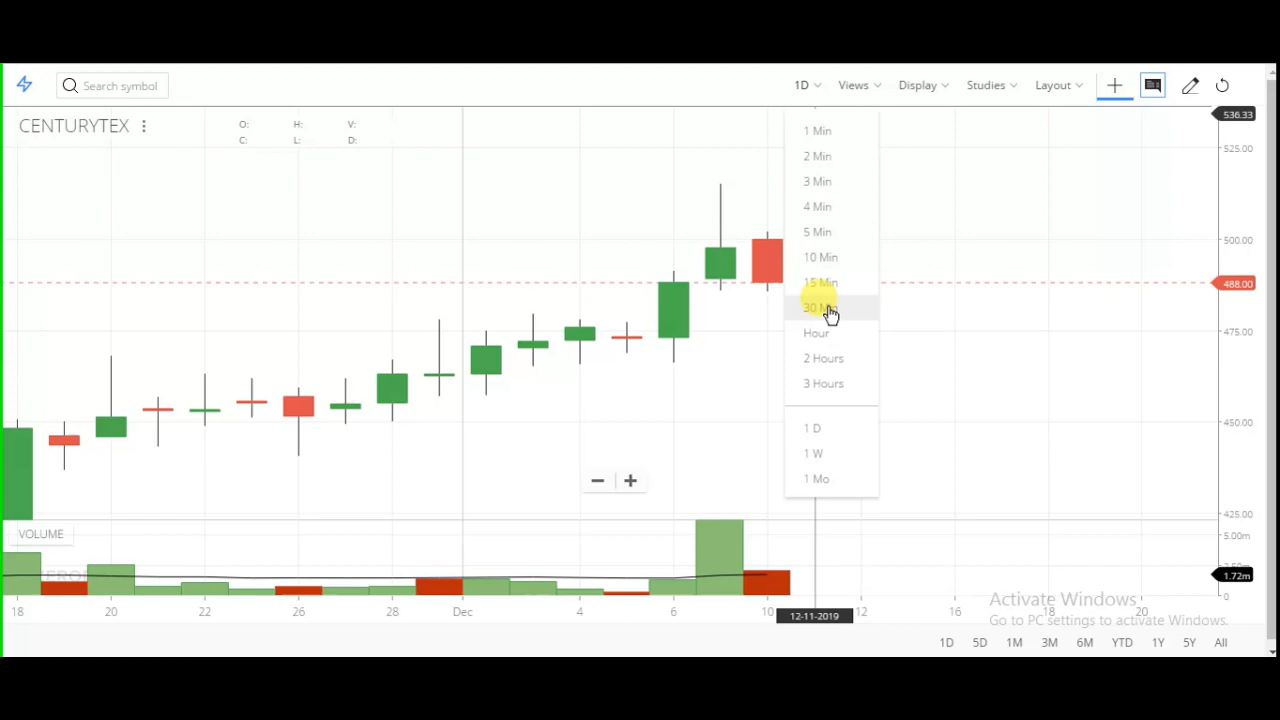 Search symbol
1D Views Display Studies Layout
CENTURYTEX
O: H: V:
C: L: D:
1 Min
2 Min
3 Min
4 Min
5 Min
10 Min
15 Min
30 Min
Hour
2 Hours
3 Hours
1 D
1 W
1 Mo
536.33
525.00
500.00
488.00
475.00
450.00
425.00
VOLUME
5.00m
1.72m
0
18 20 22 24 26 28 Dec 4 6 10 12 16 18 20
12-11-2019
Activate Windows
Go to PC settings to activate Windows.
1D 5D 1M 3M 6M YTD 1Y 5Y All